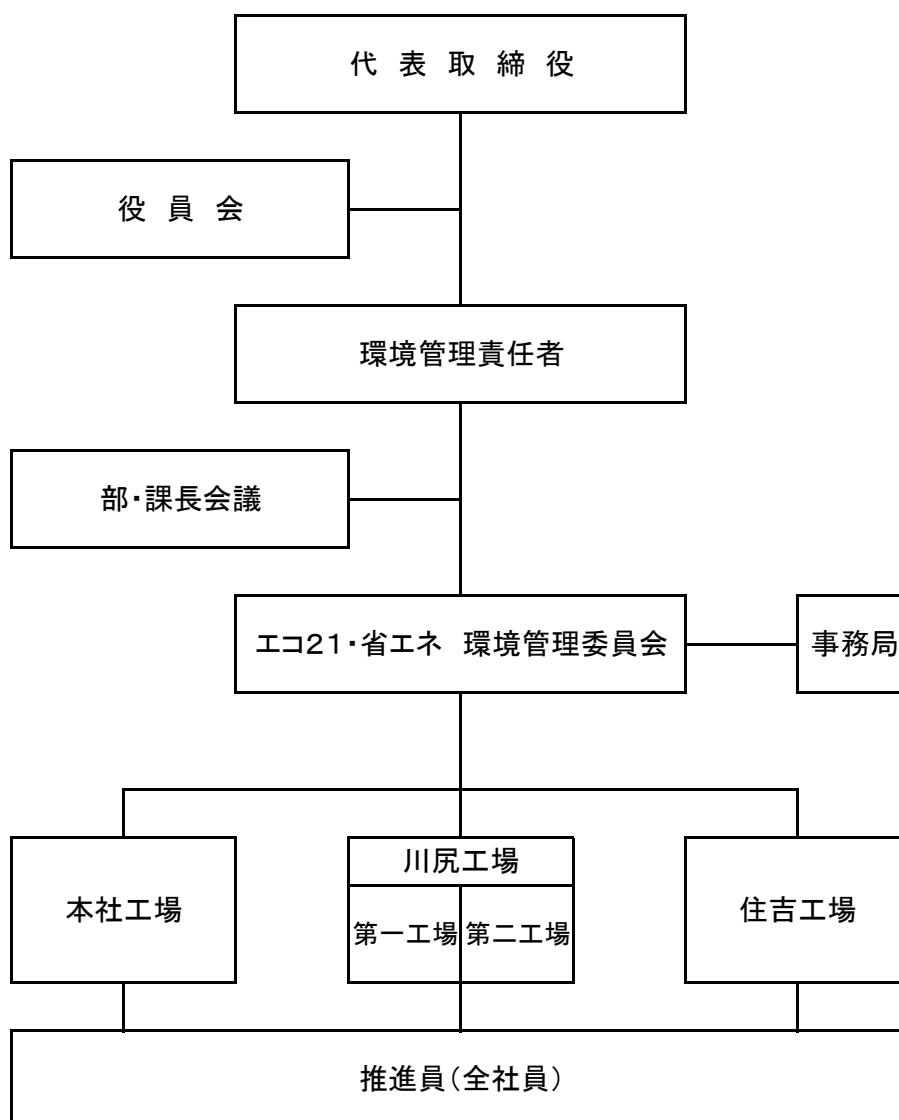 代 表 取 締 役
役 員 会
環境管理責任者
部・課長会議
エコ21・省エネ 環境管理委員会
事務局
本社工場
川尻工場
第一工場
第二工場
住吉工場
推進員(全社員)